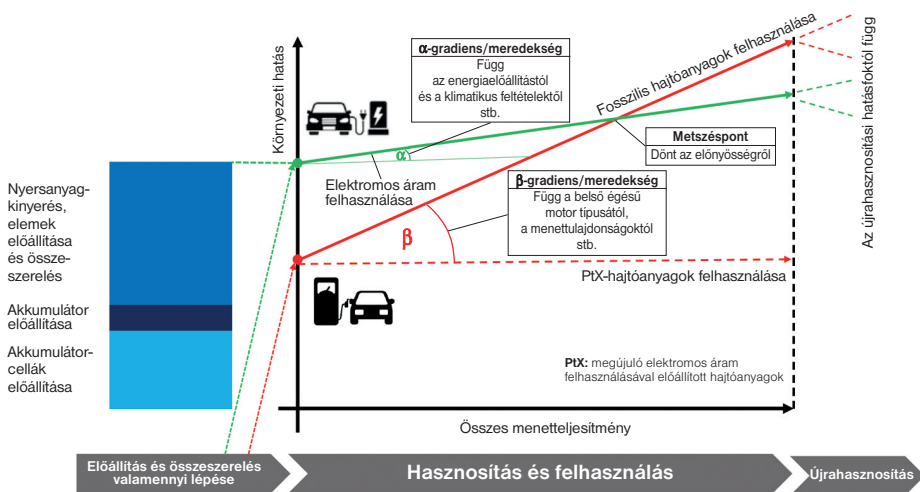 Környezeti hatás
α-gradiens/meredekség
Függ
az energiaelőállítástól
és a klimatikus feltételektől
stb.
Fosszilis hajtóanyagok felhasználása
Az újrahasznosítási hatásfoktól függ
Metszéspont
Dönt az előnyösségről
α
Elektromos áram
felhasználása
β-gradiens/meredekség
Függ a belső égésű
motor típusától,
a menettulajdonságoktól
stb.
β
PtX-hajtóanyagok felhasználása
Nyersanyag-
kinyerés,
elemek
előállítása
és össze-
szerelés
Akkumulátor
előállítása
Akkumulátor-
cellák
előállítása
PtX: megújuló elektromos áram
felhasználásával előállított hajtóanyagok
Összes menetteljesítmény
Előállítás és összeszerelés
valamennyi lépése
Hasznosítás és felhasználás
Újrahasznosítás